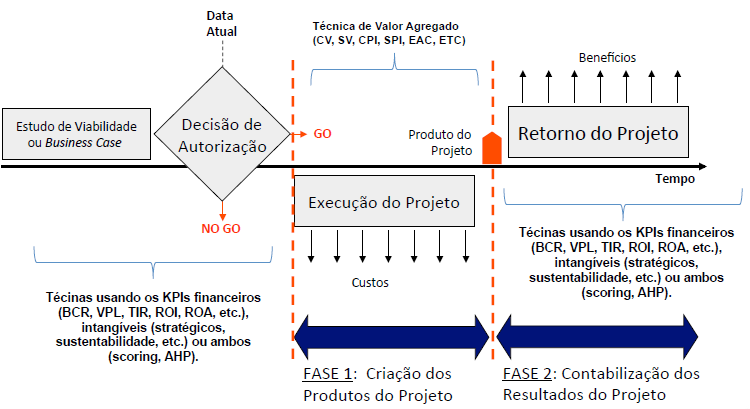 Data
Atual
Técnica de Valor Agregado
(CV, SV, CPI, SPI, EAC, ETC)
Benefícios
Estudo de Viabilidade
ou Business Case
Decisão de
Autorização
GO
Produto do
Projeto
Retorno do Projeto
Tempo
Execução do Projeto
NO GO
Custos
Técinas usando os KPIs financeiros
(BCR, VPL, TIR, ROI, ROA, etc.),
intangíveis (stratégicos,
sustentabilidade, etc.) ou ambos
(scoring, AHP).
Técinas usando os KPIs financeiros
(BCR, VPL, TIR, ROI, ROA, etc.),
intangíveis (stratégicos,
sustentabilidade, etc.) ou ambos
(scoring, AHP).
FASE 1:  Criação dos
Produtos do Projeto
FASE 2: Contabilização dos
Resultados do Projeto